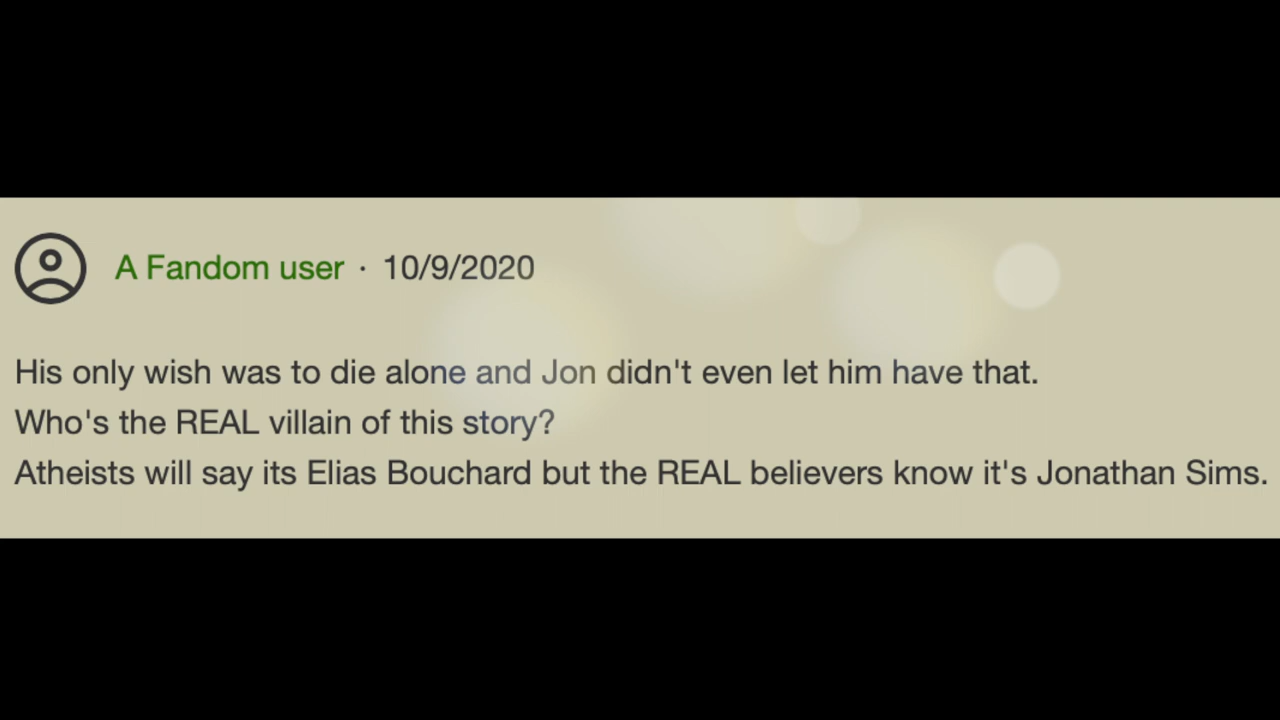 A Fandom user · 10/9/2020
His only wish was to die alone and Jon didn't even let him have that.
Who's the REAL villain of this story?
Atheists will say its Elias Bouchard but the REAL believers know it's Jonathan Sims.